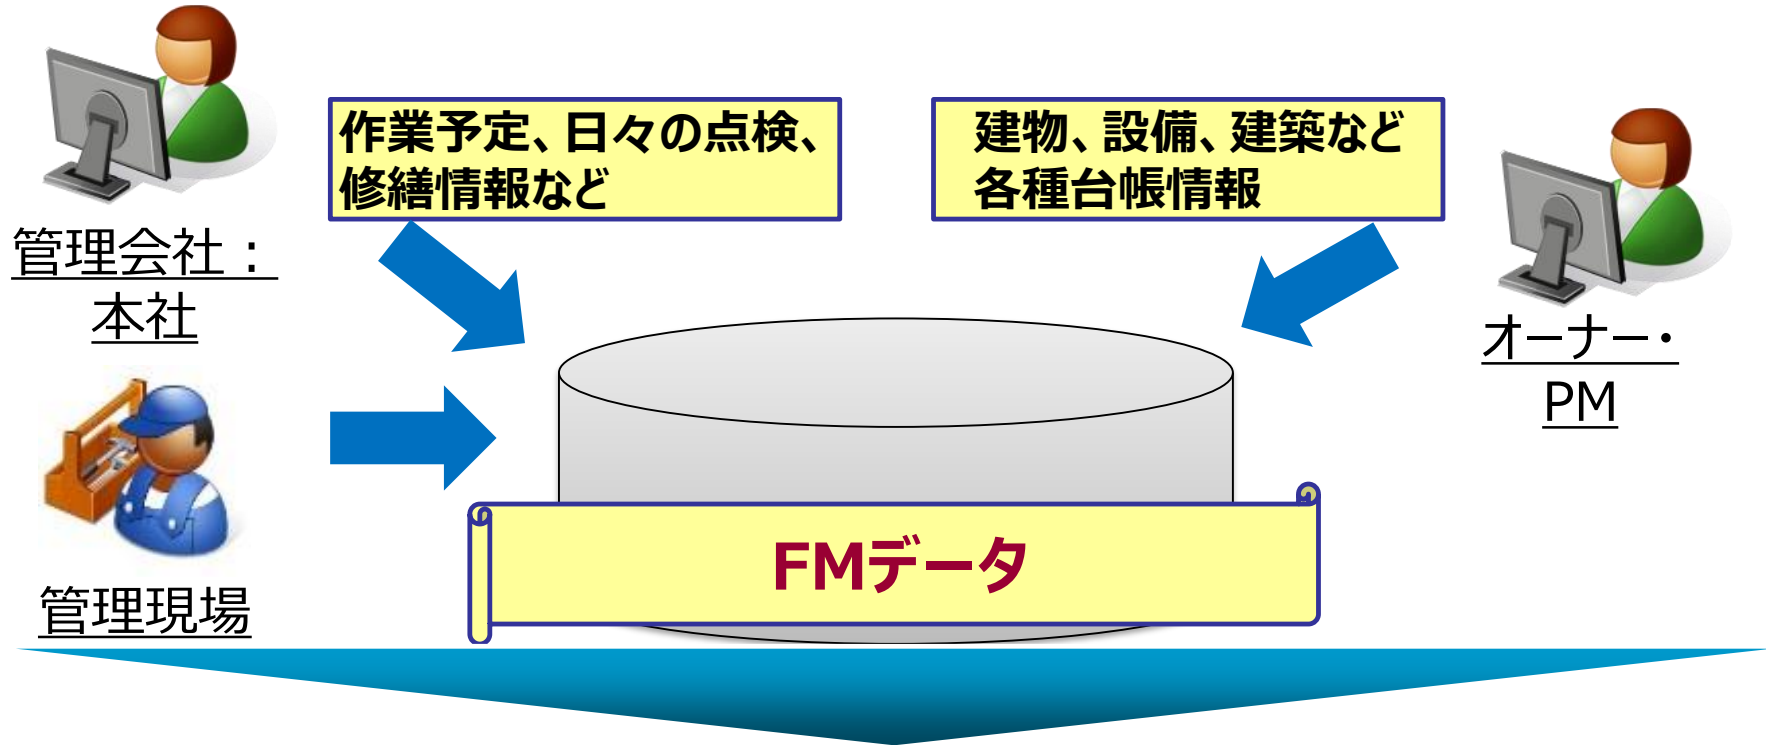 作業予定、日々の点検、
修繕情報など
建物、設備、建築など
各種台帳情報
管理会社：
本社
オーナー・
PM
管理現場
FMデータ